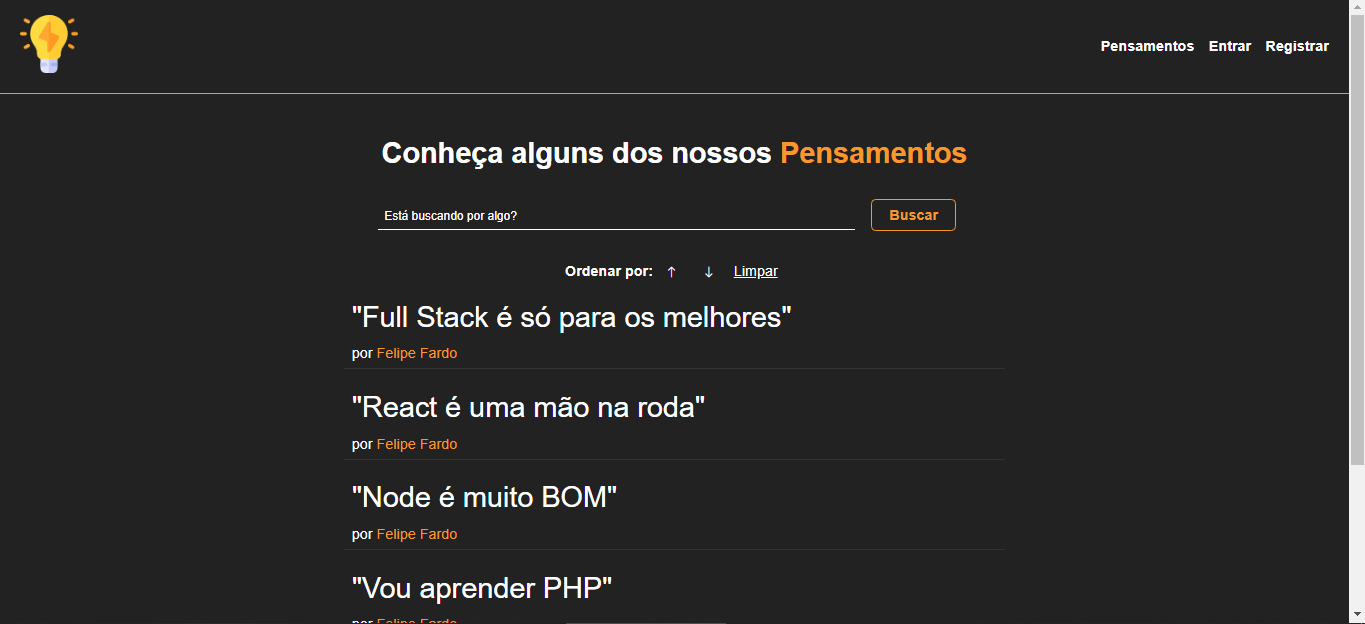 Pensamentos Entrar Registrar
Conheça alguns dos nossos Pensamentos
Está buscando por algo?
Buscar
Ordenar por: ↑ ↓ Limpar
"Full Stack é só para os melhores"
por Felipe Fardo
"React é uma mão na roda"
por Felipe Fardo
"Node é muito BOM"
por Felipe Fardo
"Vou aprender PHP"
por Felipe Fardo